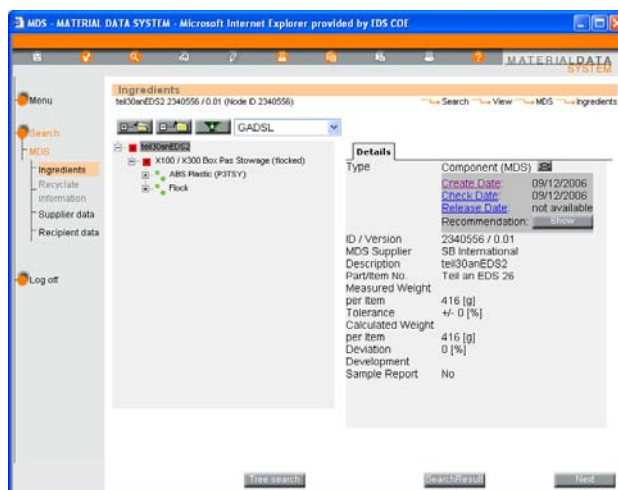 MDS - MATERIAL DATA SYSTEM - Microsoft Internet Explorer provided by EDS COE
MATERIALDATA
SYSTEM
Menu
Search
MDS
Ingredients
Recyclate
information
Supplier data
Recipient data
Log off
Ingredients
teil30anEDS2 2340556 / 0.01 (Node ID 2340556)
Search View MDS Ingredients
GADSL
teil30anEDS2
X100 / X300 Box Pas Stowage (flocked)
ABS Plastic (P3TSY)
Flock
Details
Type Component (MDS)
Create Date: 09/12/2006
Check Date: 09/12/2006
Release Date: not available
Recommendation: Show
ID / Version 2340556 / 0.01
MDS Supplier SB International
Description teil30anEDS2
Part/Item No. Teil an EDS 26
Measured Weight
per Item 416 [g]
Tolerance +/- 0 [%]
Calculated Weight
per Item 416 [g]
Deviation 0 [%]
Development
Sample Report No
Tree search SearchResult Next